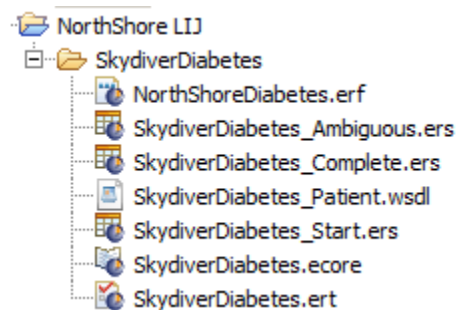 NorthShore LIJ
SkydiverDiabetes
NorthShoreDiabetes.erf
SkydiverDiabetes_Ambiguous.ers
SkydiverDiabetes_Complete.ers
SkydiverDiabetes_Patient.wsdl
SkydiverDiabetes_Start.ers
SkydiverDiabetes.ecore
SkydiverDiabetes.ert